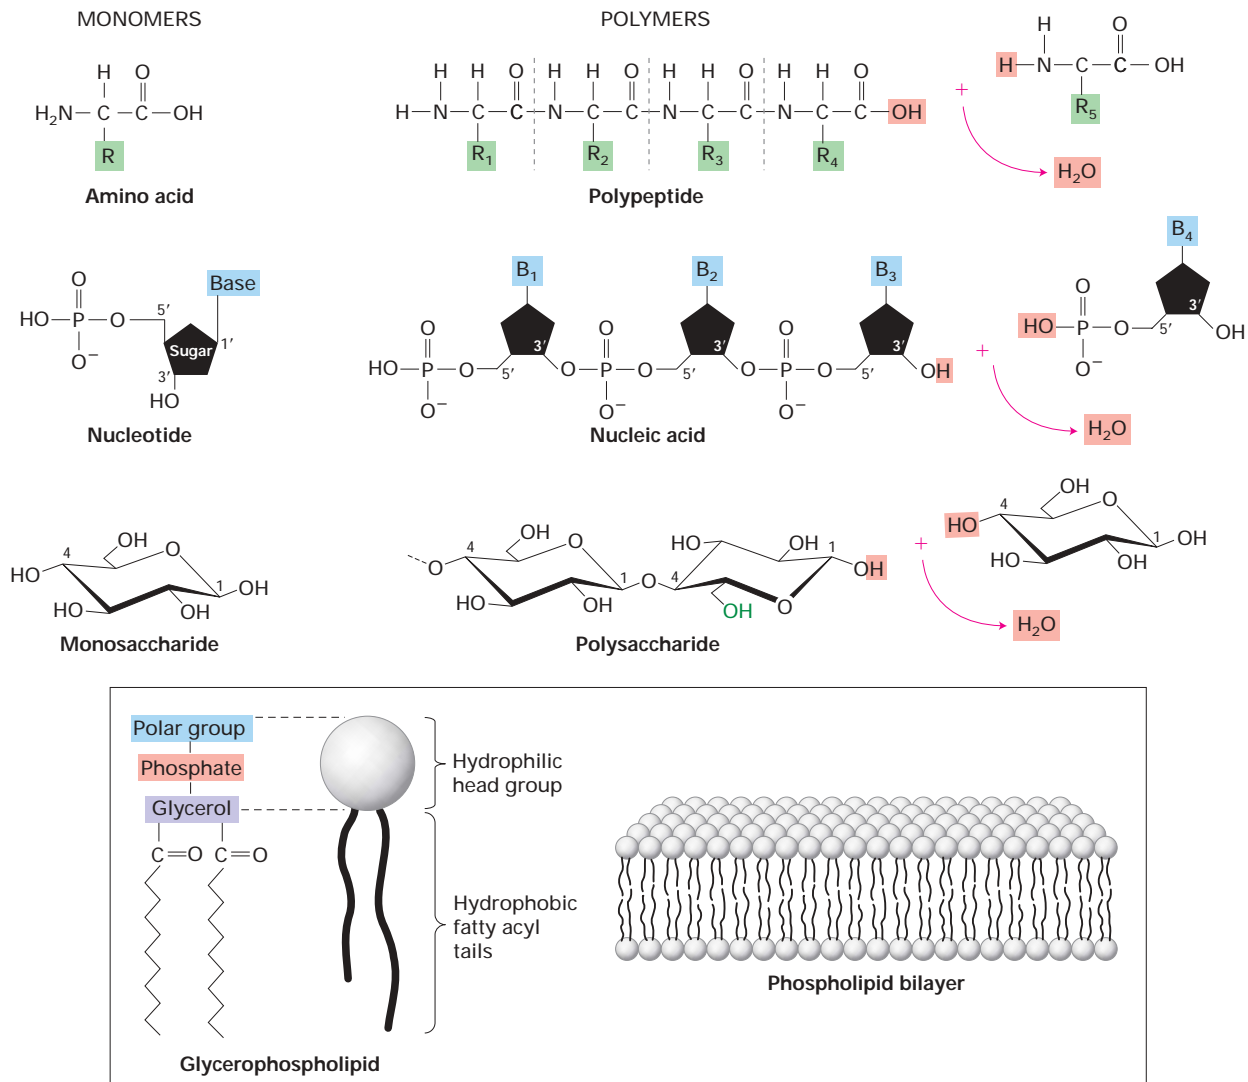 MONOMERS
POLYMERS
H O
H₂N–C–C–OH
R
Amino acid
H H O H H O H H O H H O
H–N–C–C–N–C–C–N–C–C–N–C–C–OH
R₁ R₂ R₃ R₄
Polypeptide
+
H O
H–N–C–C–OH
R₅
H₂O
Base
O
HO–P–O
O⁻
5′
Sugar
1′
3′
HO
Nucleotide
B₁ B₂ B₃
3′ 3′ 3′
O O O
HO–P–O 5′ O–P–O 5′ O–P–O 5′ OH
O⁻ O⁻ O⁻
Nucleic acid
+
B₄
O
HO–P–O
O⁻
5′
3′
OH
H₂O
OH
4 O
HO 1 OH
HO OH
Monosaccharide
OH
4 O
O 1
HO OH
O
HO OH
4 1
OH
OH O
Polysaccharide
+
OH
4 O
HO 1 OH
HO OH
H₂O
Polar group
Phosphate
Glycerol
C=O C=O
Hydrophilic
head group
Hydrophobic
fatty acyl
tails
Glycerophospholipid
Phospholipid bilayer